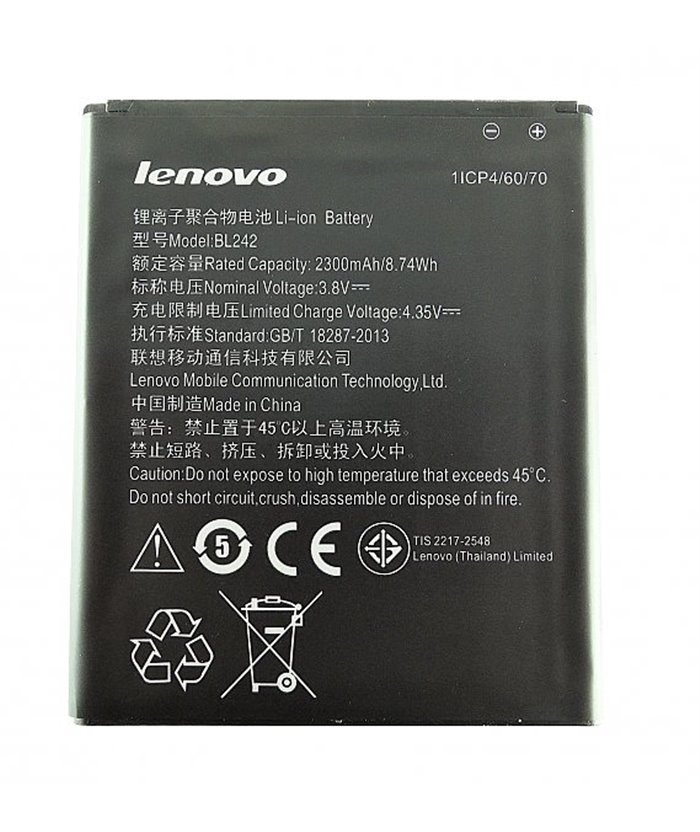 ⊖ ⊕
lenovo
1ICP4/60/70
锂离子聚合物电池Li-ion Battery
型号Model:BL242
额定容量Rated Capacity: 2300mAh/8.74Wh
标称电压Nominal Voltage:3.8V⎓
充电限制电压Limited Charge Voltage:4.35V⎓
执行标准Standard:GB/T 18287-2013
联想移动通信科技有限公司
Lenovo Mobile Communication Technology,Ltd.
中国制造Made in China
警告：禁止置于45℃以上高温环境。
禁止短路、挤压、拆卸或投入火中。
Caution:Do not expose to high temperature that exceeds 45°C.
Do not short circuit,crush,disassemble or dispose of in fire.
5
CE
TIS 2217-2548
Lenovo (Thailand) Limited